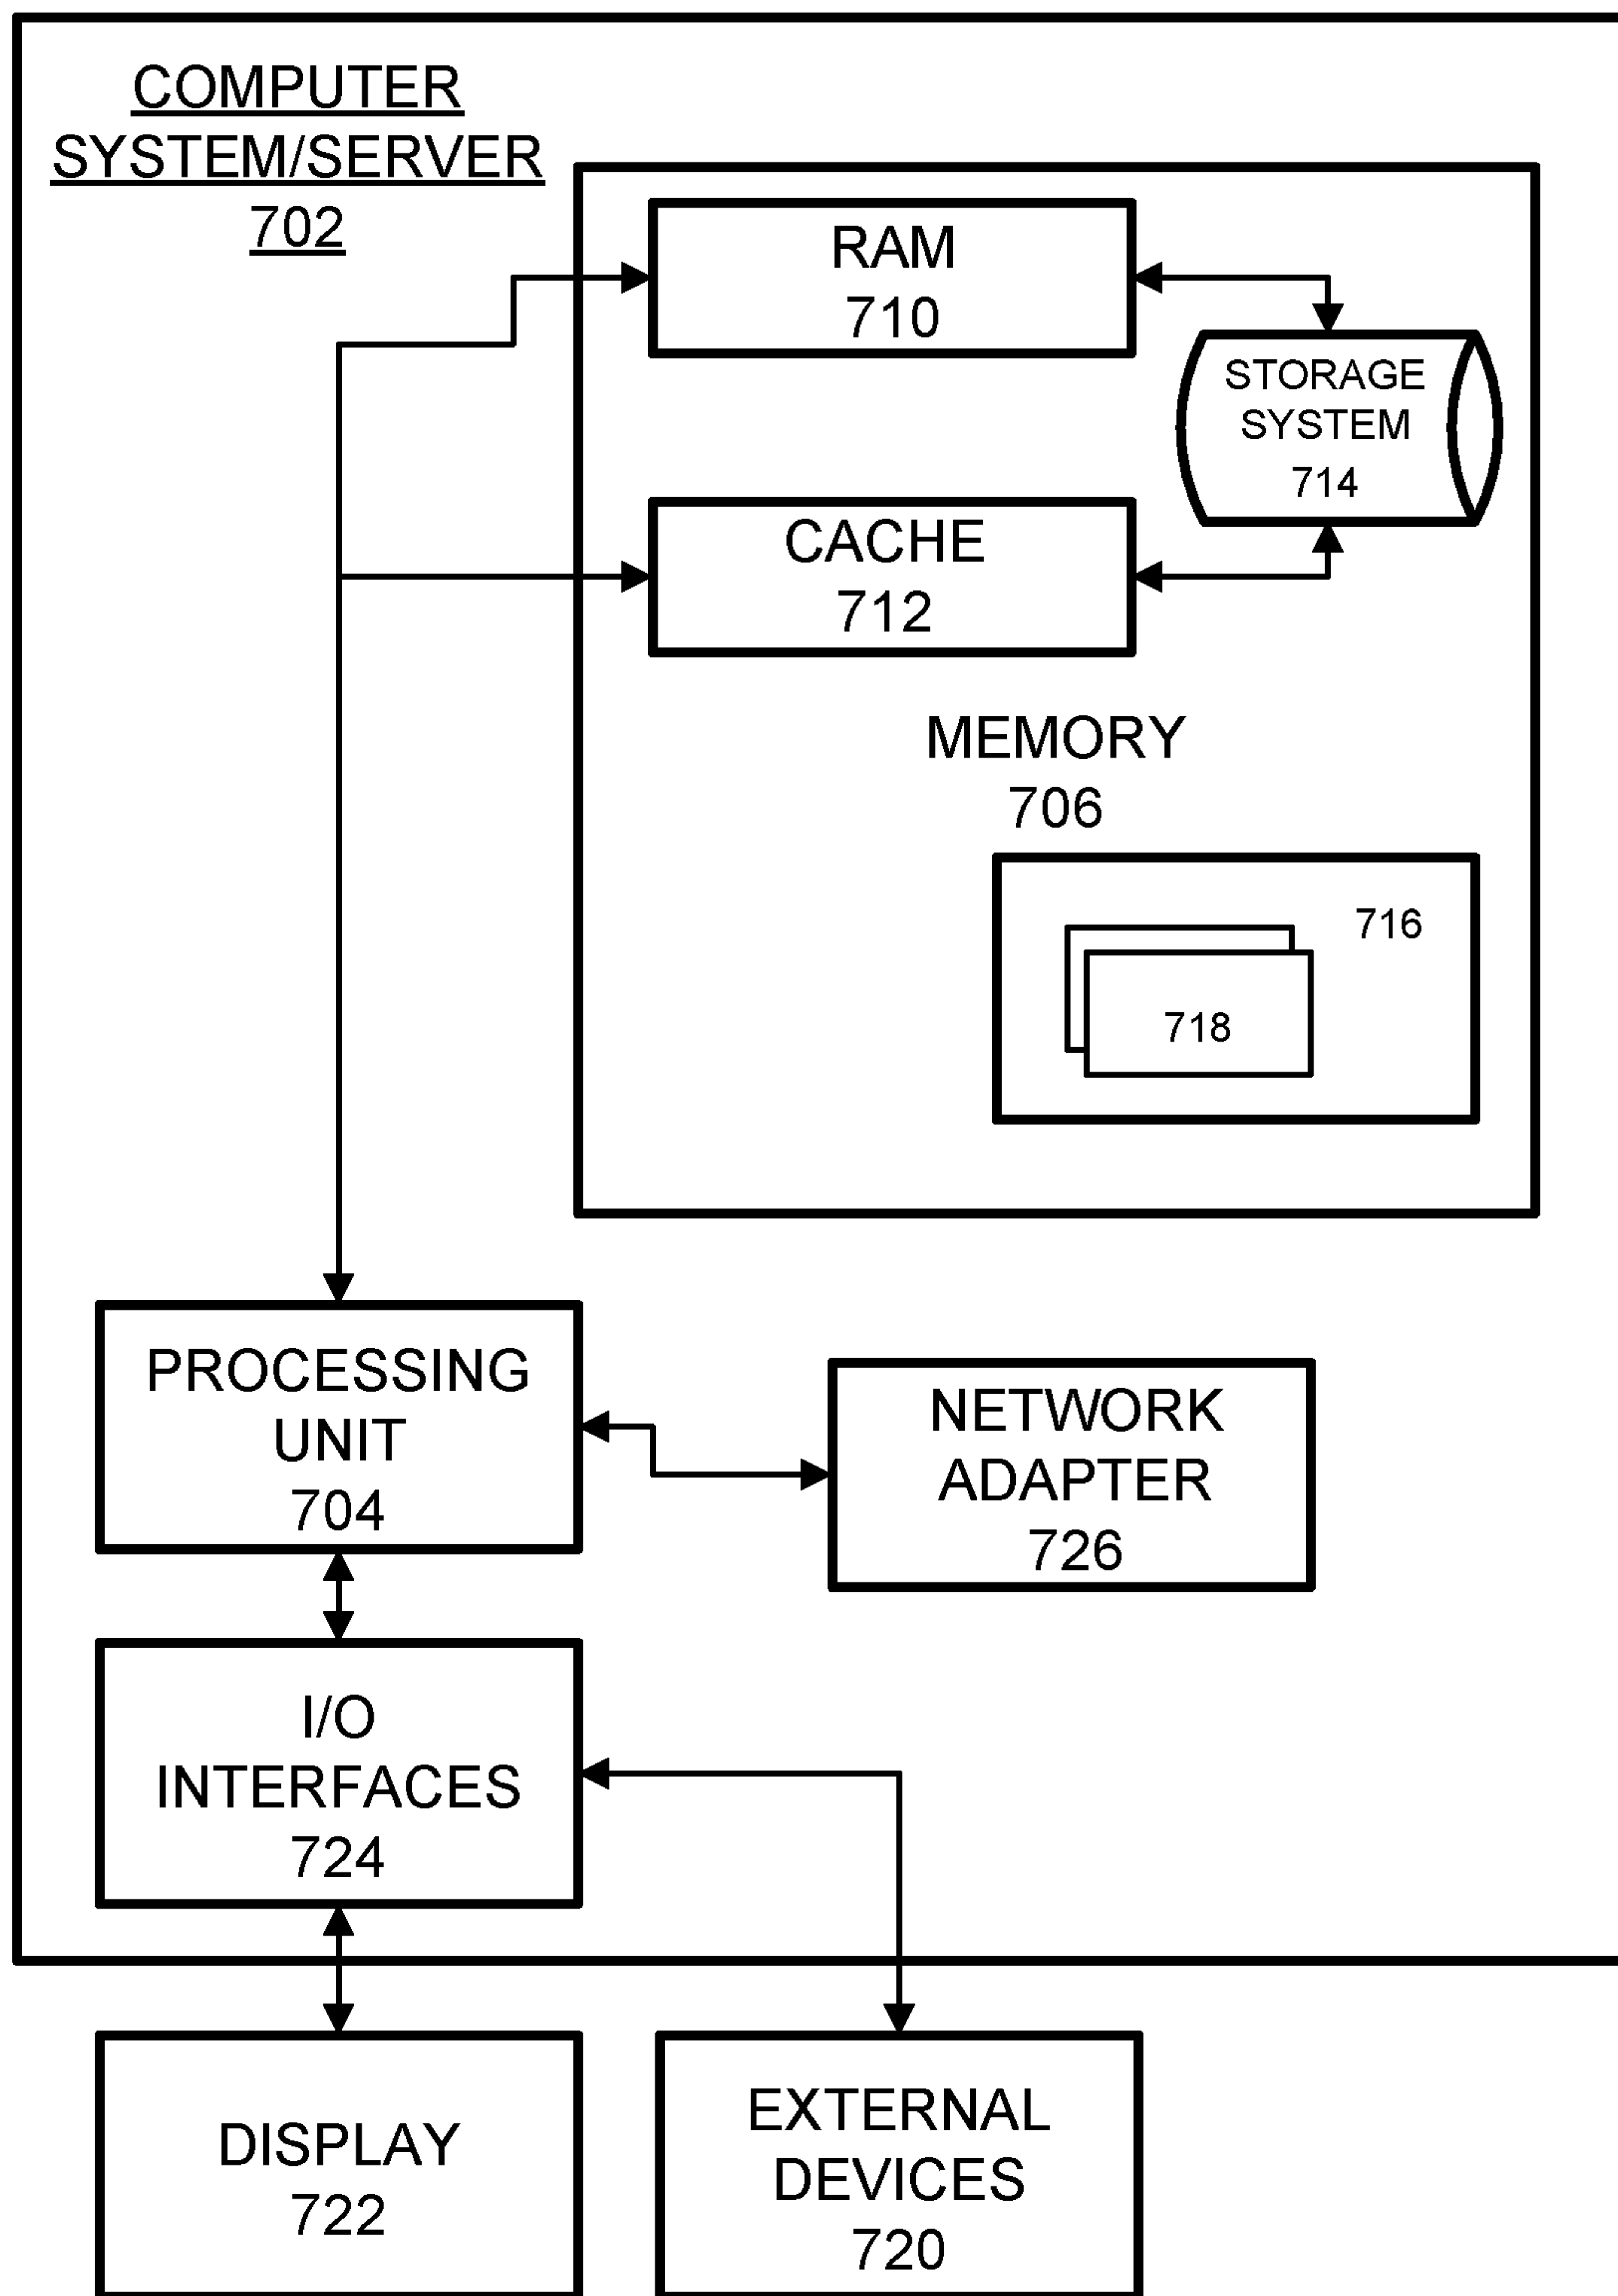 COMPUTER
SYSTEM/SERVER
702
RAM
710
STORAGE
SYSTEM
714
CACHE
712
MEMORY
706
716
718
PROCESSING
UNIT
704
NETWORK
ADAPTER
726
I/O
INTERFACES
724
DISPLAY
722
EXTERNAL
DEVICES
720